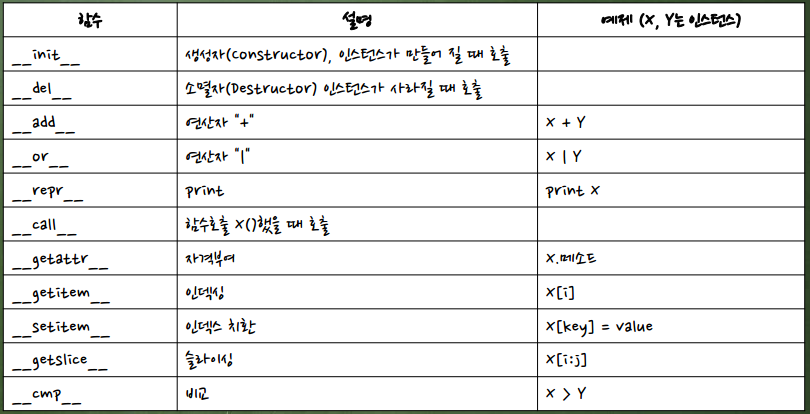 함수 설명 예제 (X, Y는 인스턴스)
__init__ 생성자(Constructor), 인스턴스가 만들어 질 때 호출
__del__ 소멸자(Destructor) 인스턴스가 사라질 때 호출
__add__ 연산자 "+" X + Y
__or__ 연산자 "|" X | Y
__repr__ print print X
__call__ 함수호출 X()했을 때 호출
__getattr__ 자격부여 X.메소드
__getitem__ 인덱싱 X[i]
__setitem__ 인덱스 치환 X[key] = value
__getslice__ 슬라이싱 X[i:j]
__cmp__ 비교 X > Y